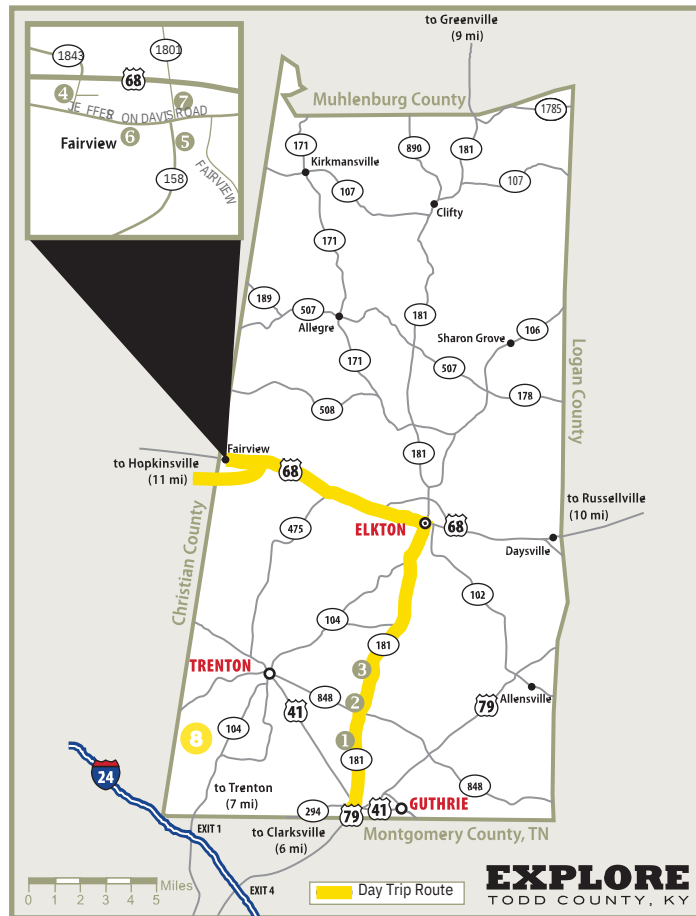 to Greenville
(9 mi)
1843
1801
68
4
7
JE FFER ON DAVIS ROAD
Fairview
6
5
FAIRVIEW
158
Muhlenburg County
1785
171
890
181
Kirkmansville
107
107
Clifty
171
189
507
Allegre
181
Sharon Grove
106
171
507
Logan County
178
508
181
Fairview
to Hopkinsville
(11 mi)
68
to Russellville
(10 mi)
475
ELKTON
68
Daysville
Christian County
102
104
181
TRENTON
3
848
2
41
79
Allensville
8
104
1
181
24
to Trenton
(7 mi)
848
294
79
41
GUTHRIE
EXIT 1
to Clarksville
(6 mi)
Montgomery County, TN
EXIT 4
0 1 2 3 4 5 Miles
Day Trip Route
EXPLORE
TODD COUNTY, KY